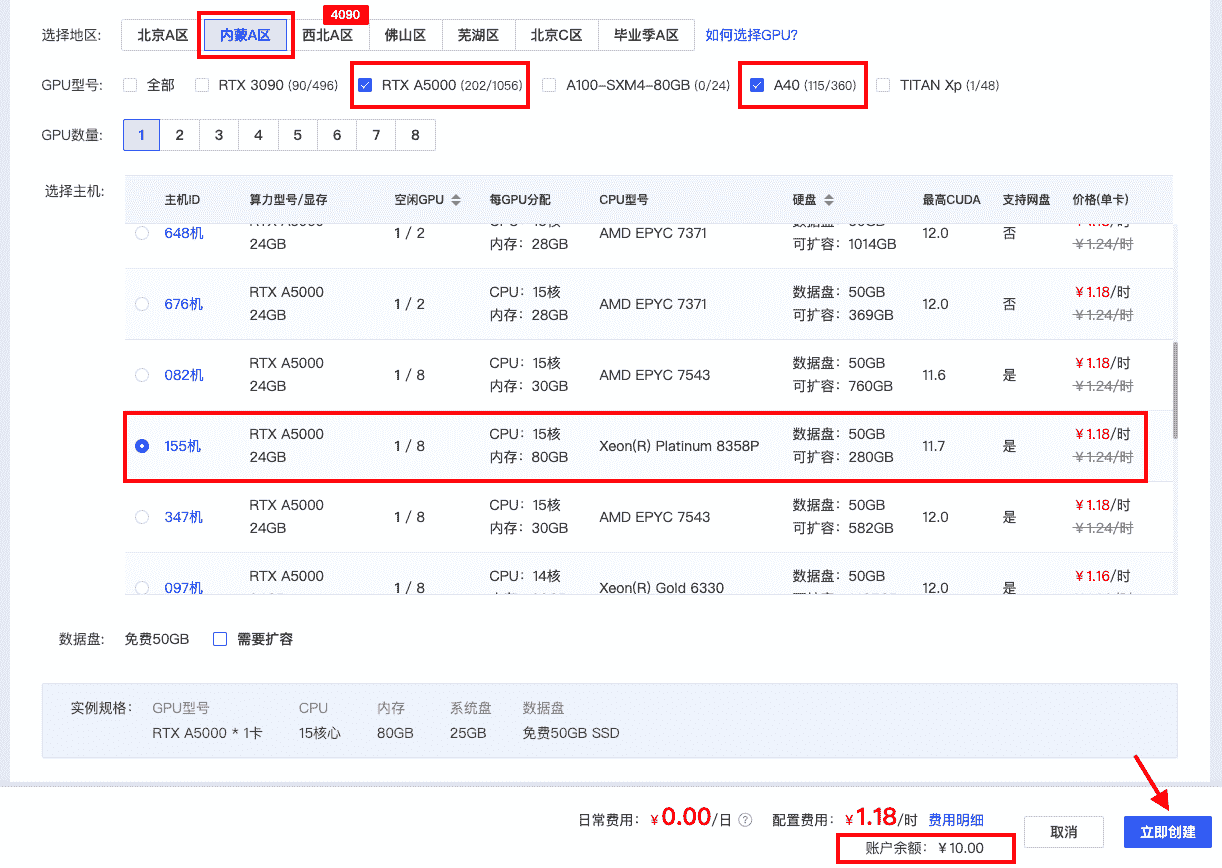 4090
选择地区: 北京A区 内蒙A区 西北A区 佛山区 芜湖区 北京C区 毕业季A区 如何选择GPU?
GPU型号: 全部 RTX 3090 (90/496) RTX A5000 (202/1056) A100-SXM4-80GB (0/24) A40 (115/360) TITAN Xp (1/48)
GPU数量: 1 2 3 4 5 6 7 8
选择主机: 主机ID 算力型号/显存 空闲GPU 每GPU分配 CPU型号 硬盘 最高CUDA 支持网盘 价格(单卡)
648机 1 / 2 AMD EPYC 7371 12.0 否
24GB 内存: 28GB 可扩容: 1014GB ¥1.24/时
RTX A5000 CPU: 15核 数据盘: 50GB ¥1.18/时
676机 1 / 2 AMD EPYC 7371 12.0 否
24GB 内存: 28GB 可扩容: 369GB ¥1.24/时
RTX A5000 CPU: 15核 数据盘: 50GB ¥1.18/时
082机 1 / 8 AMD EPYC 7543 11.6 是
24GB 内存: 30GB 可扩容: 760GB ¥1.24/时
RTX A5000 CPU: 15核 数据盘: 50GB ¥1.18/时
155机 1 / 8 Xeon(R) Platinum 8358P 11.7 是
24GB 内存: 80GB 可扩容: 280GB ¥1.24/时
RTX A5000 CPU: 15核 数据盘: 50GB ¥1.18/时
347机 1 / 8 AMD EPYC 7543 12.0 是
24GB 内存: 30GB 可扩容: 582GB ¥1.24/时
RTX A5000 CPU: 14核 数据盘: 50GB ¥1.16/时
097机 1 / 8 Xeon(R) Gold 6330 12.0 是
数据盘: 免费50GB 需要扩容
实例规格: GPU型号 CPU 内存 系统盘 数据盘
RTX A5000 * 1卡 15核心 80GB 25GB 免费50GB SSD
日常费用: ¥0.00/日 ? 配置费用: ¥1.18/时 费用明细
取消 立即创建
账户余额: ¥10.00